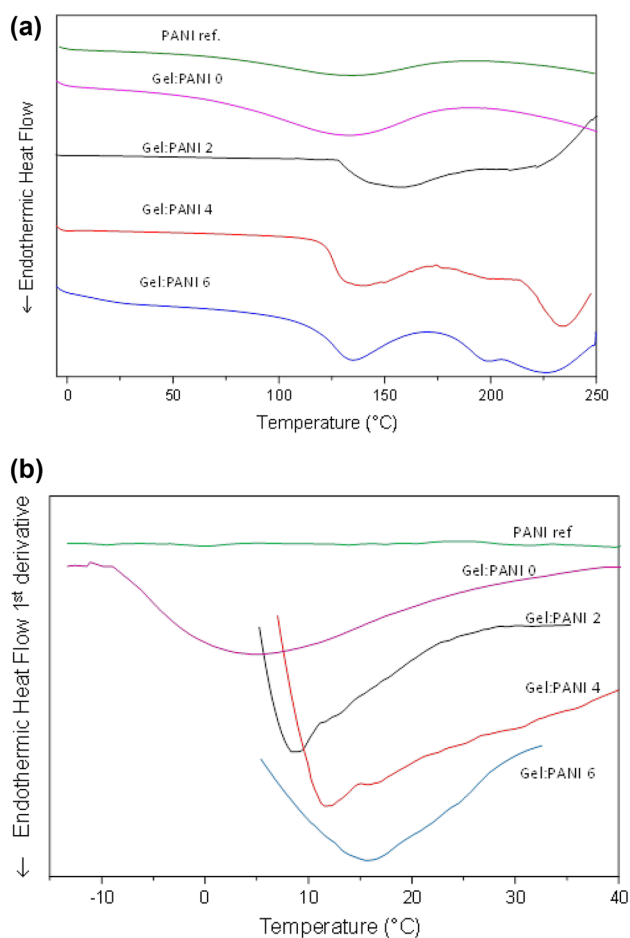 (a)
PANI ref.
Gel:PANI 0
Gel:PANI 2
Gel:PANI 4
Gel:PANI 6
← Endothermic Heat Flow
0 50 100 150 200 250
Temperature (°C)
(b)
PANI ref
Gel:PANI 0
Gel:PANI 2
Gel:PANI 4
Gel:PANI 6
← Endothermic Heat Flow 1st derivative
-10 0 10 20 30 40
Temperature (°C)